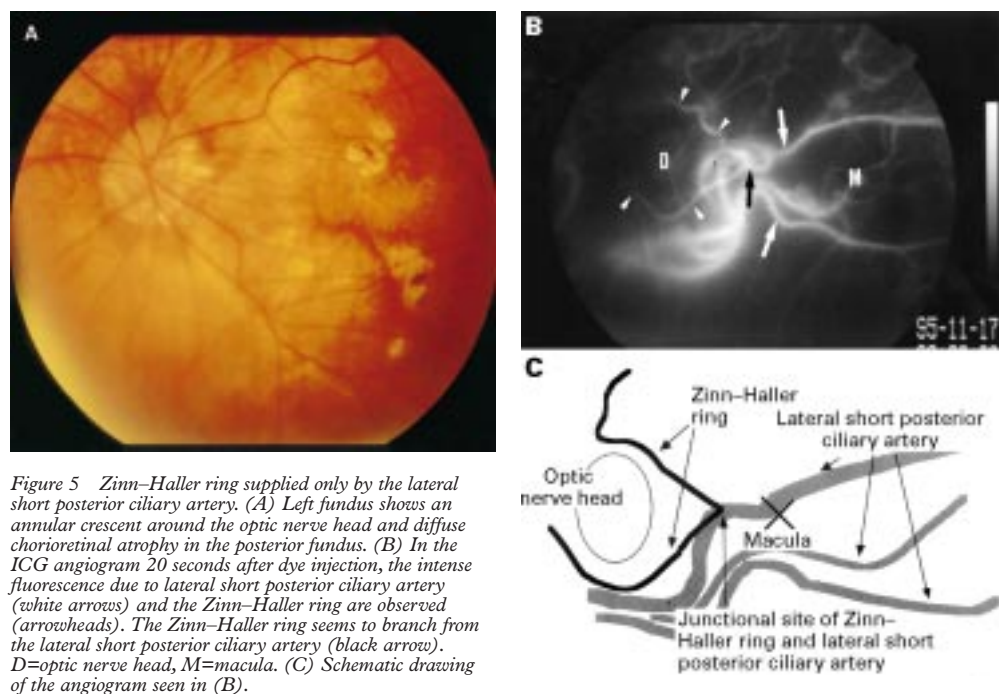 A
B
D
M
95-11-17
C
Zinn–Haller
ring
Lateral short posterior
ciliary artery
Optic
nerve head
Macula
Junctional site of Zinn–
Haller ring and lateral short
posterior ciliary artery
Figure 5 Zinn–Haller ring supplied only by the lateral
short posterior ciliary artery. (A) Left fundus shows an
annular crescent around the optic nerve head and diffuse
chorioretinal atrophy in the posterior fundus. (B) In the
ICG angiogram 20 seconds after dye injection, the intense
fluorescence due to lateral short posterior ciliary artery
(white arrows) and the Zinn–Haller ring are observed
(arrowheads). The Zinn–Haller ring seems to branch from
the lateral short posterior ciliary artery (black arrow).
D=optic nerve head, M=macula. (C) Schematic drawing
of the angiogram seen in (B).